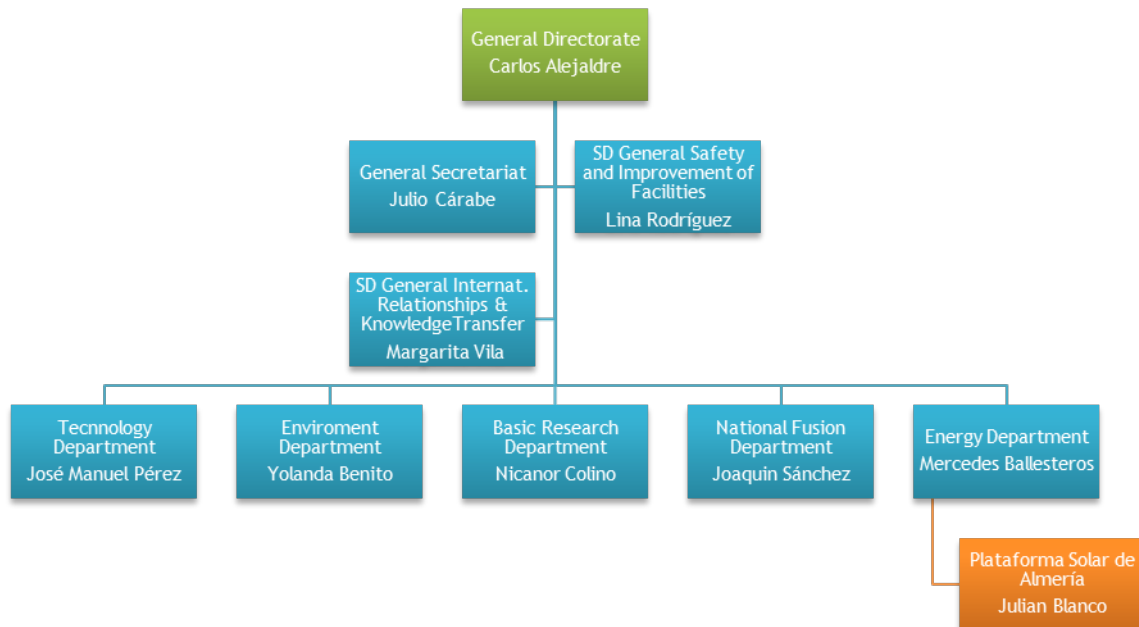 General Directorate
Carlos Alejaldre
General Secretariat
Julio Cárabe
SD General Safety
and Improvement of
Facilities
Lina Rodríguez
SD General Internat.
Relationships &
KnowledgeTransfer
Margarita Vila
Tecnnology
Department
José Manuel Pérez
Enviroment
Department
Yolanda Benito
Basic Research
Department
Nicanor Colino
National Fusion
Department
Joaquin Sánchez
Energy Department
Mercedes Ballesteros
Plataforma Solar de
Almería
Julian Blanco